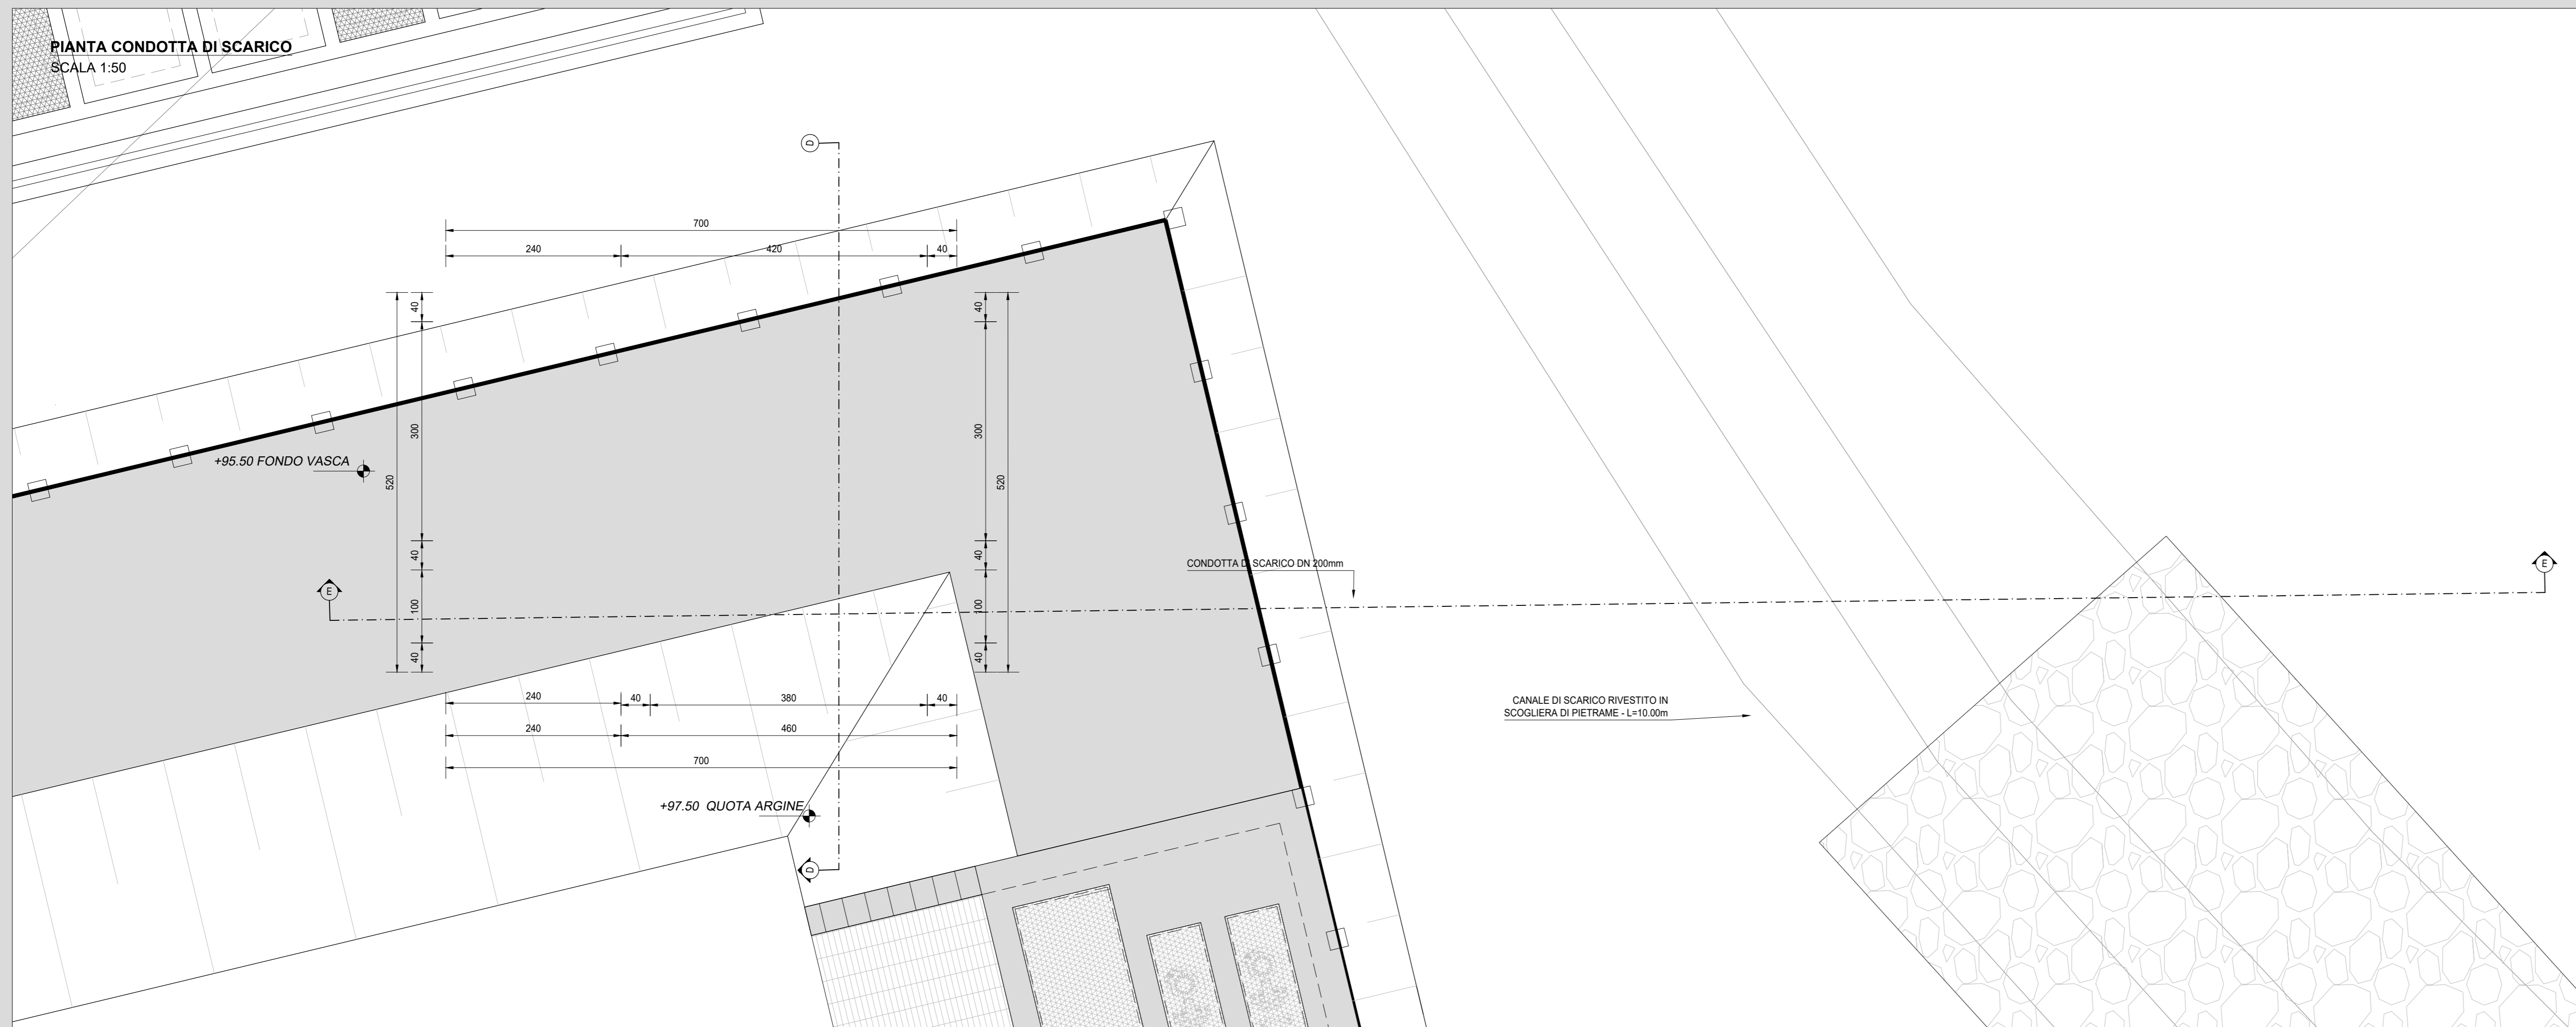 PIANTA CONDOTTA DI SCARICO
SCALA 1:50
D
700
240
420
40
40
40
300
300
520
520
+95.50 FONDO VASCA
40
40
CONDOTTA DI SCARICO DN 200mm
E
E
100
100
40
40
240
40
380
40
CANALE DI SCARICO RIVESTITO IN
SCOGLIERA DI PIETRAME - L=10.00m
240
460
700
+97.50 QUOTA ARGINE
D